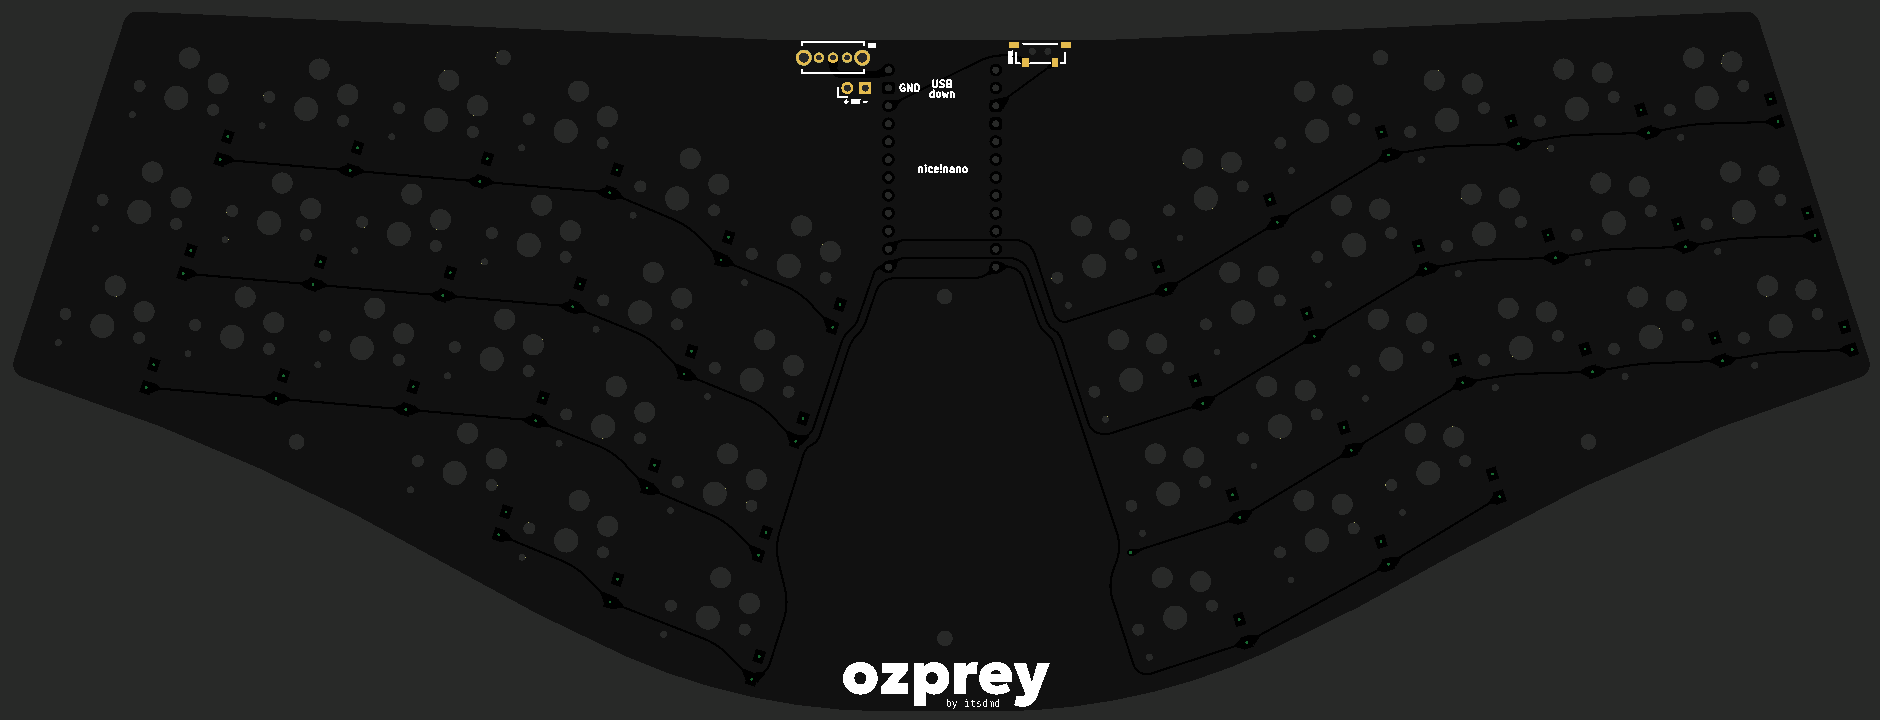 GND
USB
down
+ -
nice!nano
ozprey
by itsdmd